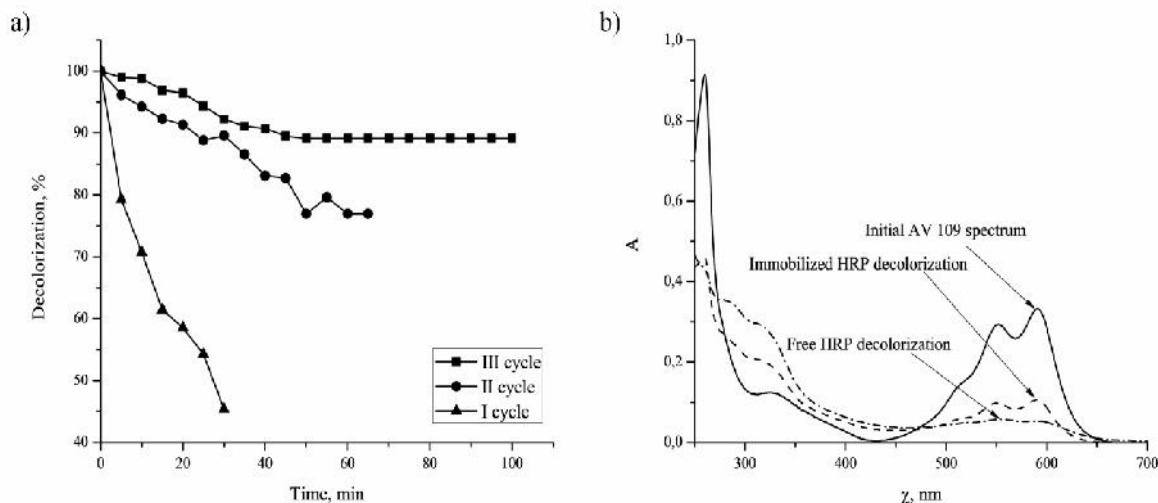 a)
100
90
80
70
60
50
40
Decolorization, %
0
20
40
60
80
100
Time, min
III cycle
II cycle
I cycle
b)
1,0
0,8
0,6
0,4
0,2
0,0
A
Initial AV 109 spectrum
Immobilized HRP decolorization
Free HRP decolorization
300
400
500
600
700
χ, nm